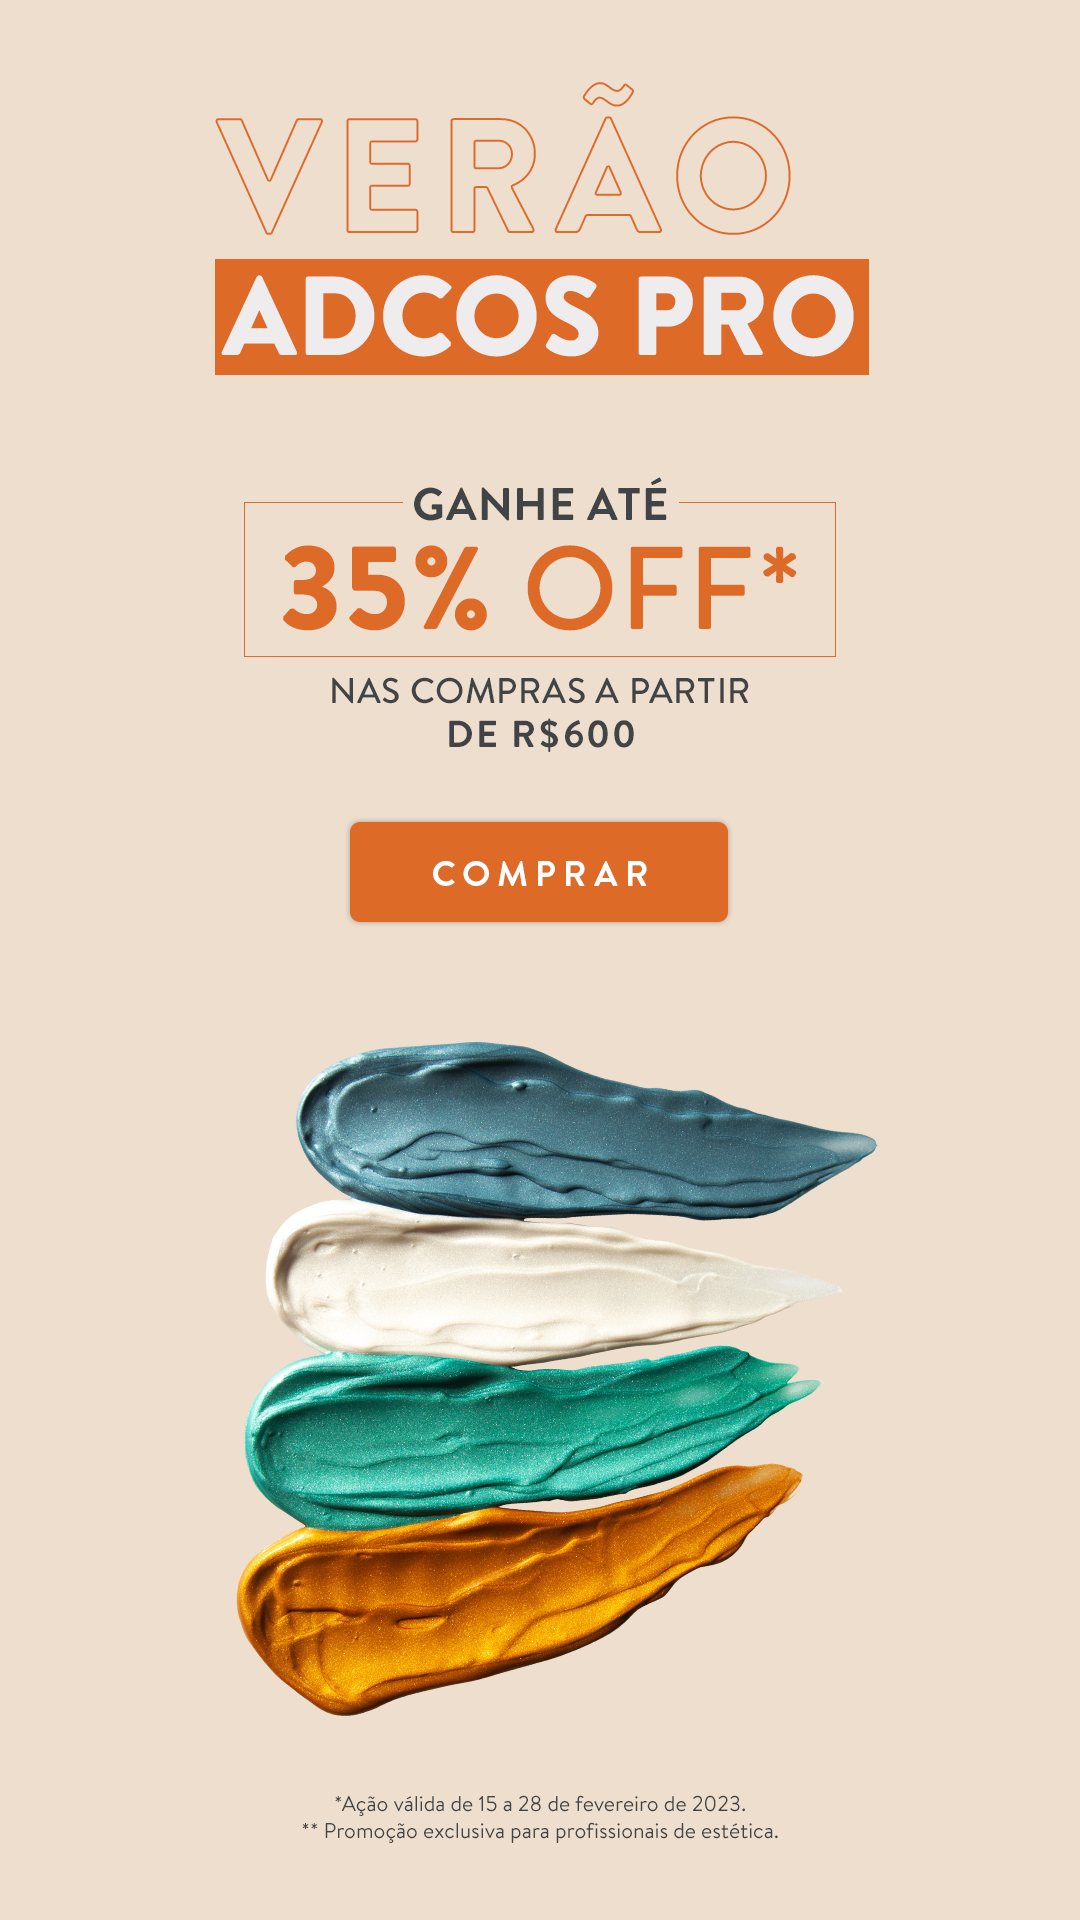 VERÃO
ADCOS PRO
GANHE ATÉ
35% OFF*
NAS COMPRAS A PARTIR
DE R$600
COMPRAR
*Ação válida de 15 a 28 de fevereiro de 2023.
** Promoção exclusiva para profissionais de estética.